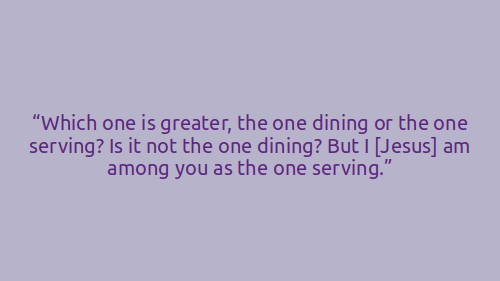 “Which one is greater, the one dining or the one
serving? Is it not the one dining? But I [Jesus] am
among you as the one serving.”